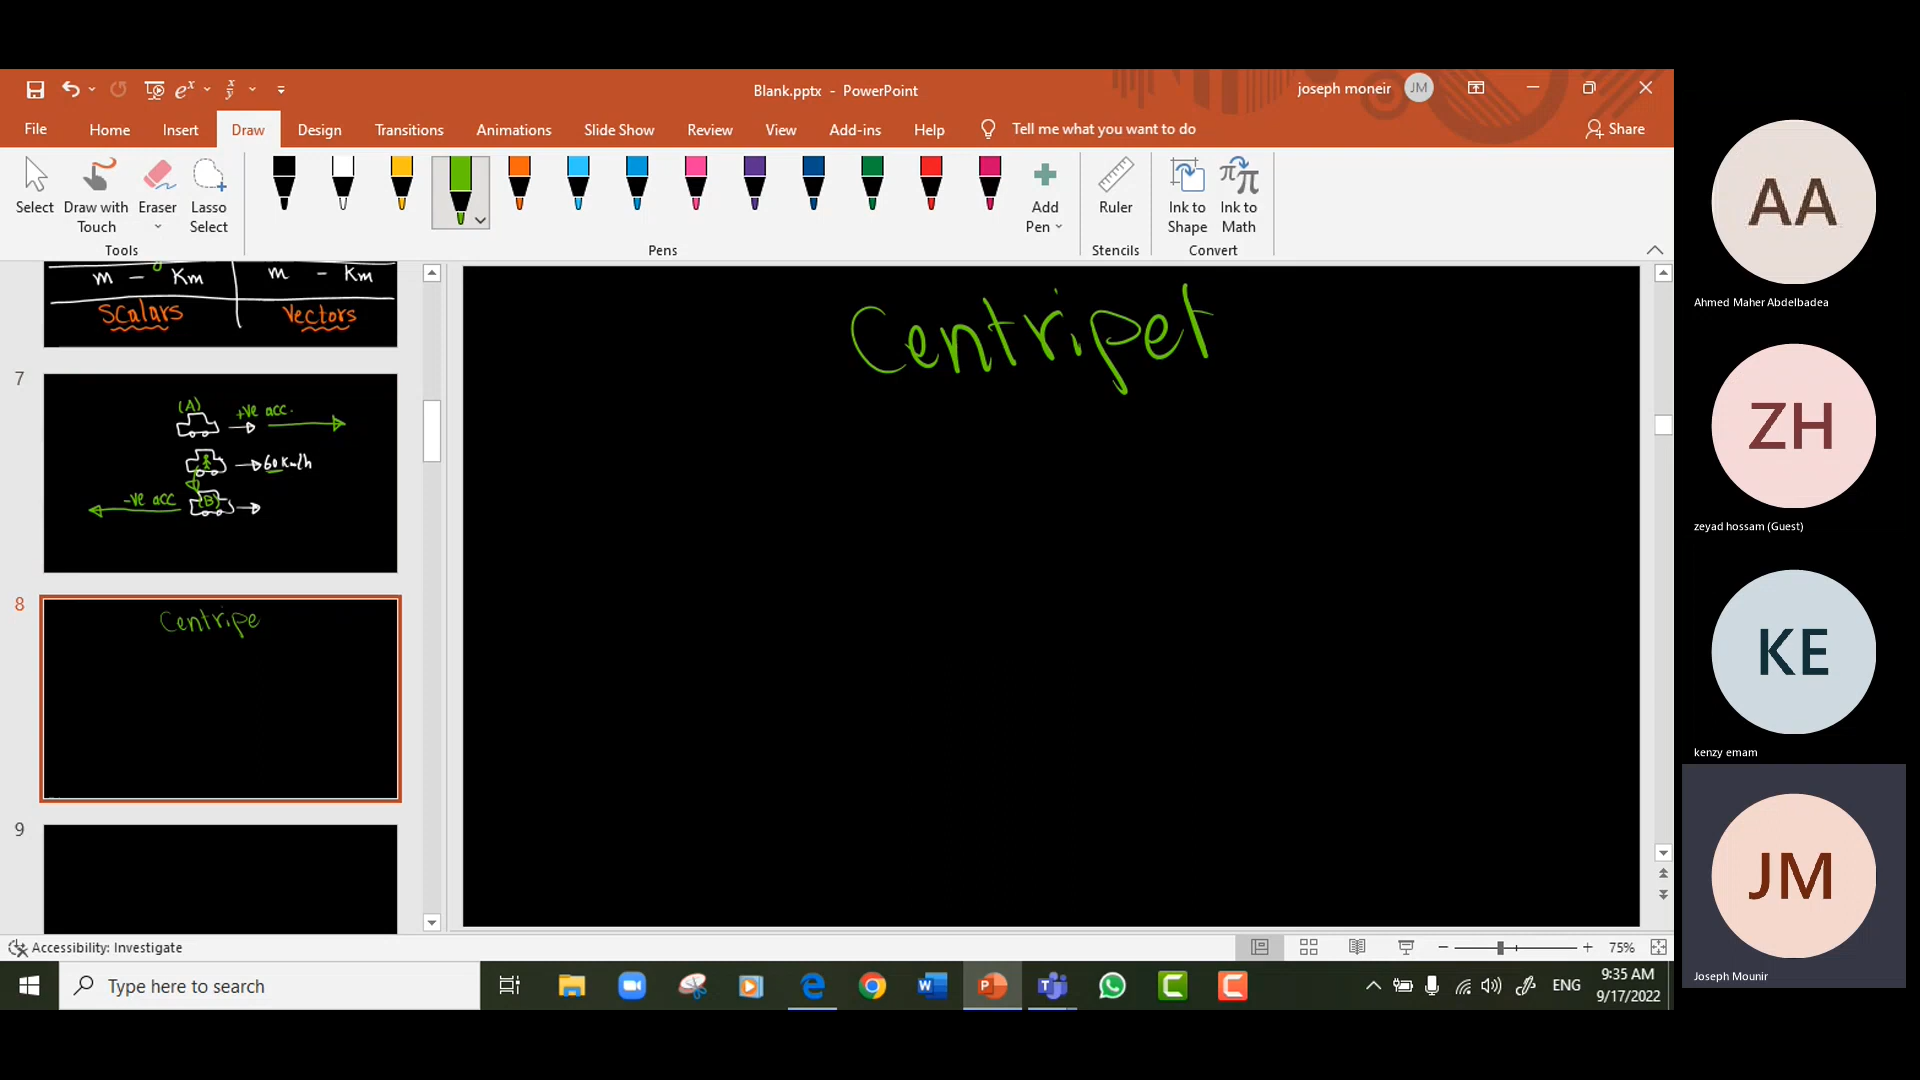 Blank.pptx - PowerPoint
joseph moneir
JM
File
Home
Insert
Draw
Design
Transitions
Animations
Slide Show
Review
View
Add-ins
Help
Tell me what you want to do
Share
Select
Draw with
Touch
Eraser
Lasso
Select
Add
Pen
Ruler
Ink to
Shape
Ink to
Math
Tools
Pens
Stencils
Convert
m - Km
m - Km
Scalars
Vectors
7
(A)
+ve acc.
60Km/h
-ve acc
(B)
8
Centripe
9
Centripet
AA
Ahmed Maher Abdelbadea
ZH
zeyad hossam (Guest)
KE
kenzy emam
JM
Joseph Mounir
Accessibility: Investigate
75%
Type here to search
ENG
9:35 AM
9/17/2022